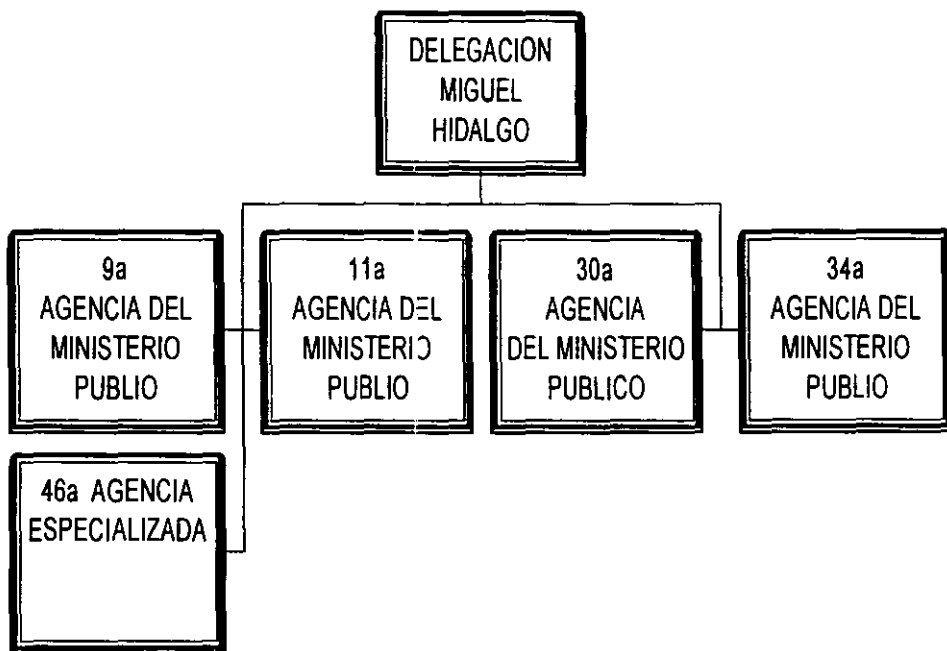 DELEGACION
MIGUEL
HIDALGO
9a
AGENCIA DEL
MINISTERIO
PUBLIO
11a
AGENCIA DEL
MINISTERIO
PUBLIO
30a
AGENCIA
DEL MINISTERIO
PUBLICO
34a
AGENCIA DEL
MINISTERIO
PUBLIO
46a AGENCIA
ESPECIALIZADA